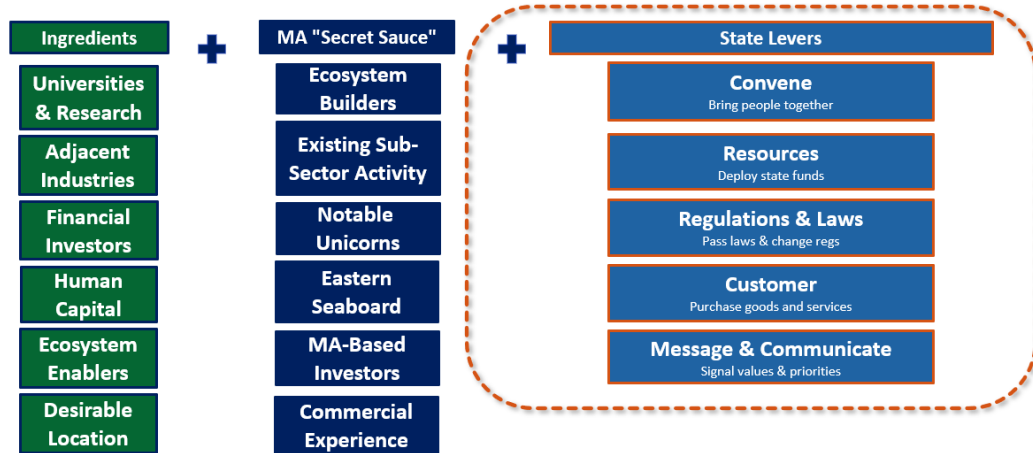 Ingredients
Universities
& Research
Adjacent
Industries
Financial
Investors
Human
Capital
Ecosystem
Enablers
Desirable
Location
MA "Secret Sauce"
Ecosystem
Builders
Existing Sub-
Sector Activity
Notable
Unicorns
Eastern
Seaboard
MA-Based
Investors
Commercial
Experience
State Levers
Convene
Bring people together
Resources
Deploy state funds
Regulations & Laws
Pass laws & change regs
Customer
Purchase goods and services
Message & Communicate
Signal values & priorities